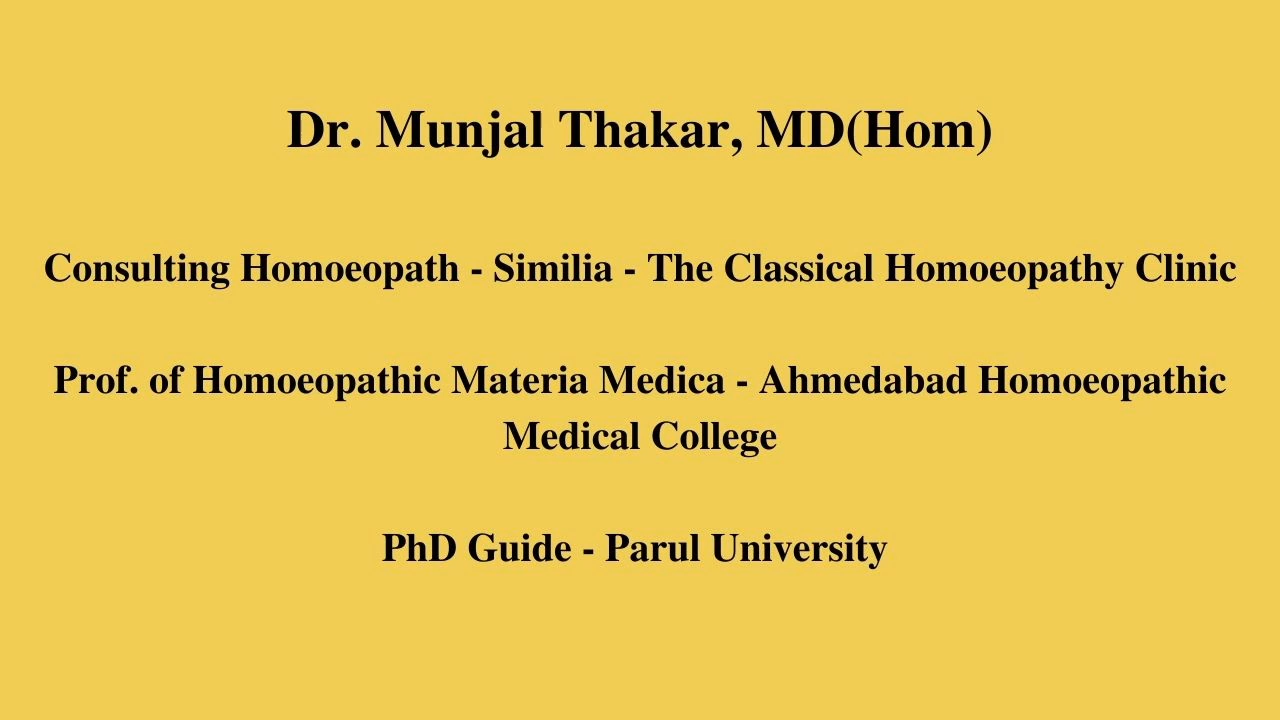 Dr. Munjal Thakar, MD(Hom)
Consulting Homoeopath - Similia - The Classical Homoeopathy Clinic
Prof. of Homoeopathic Materia Medica - Ahmedabad Homoeopathic
Medical College
PhD Guide - Parul University